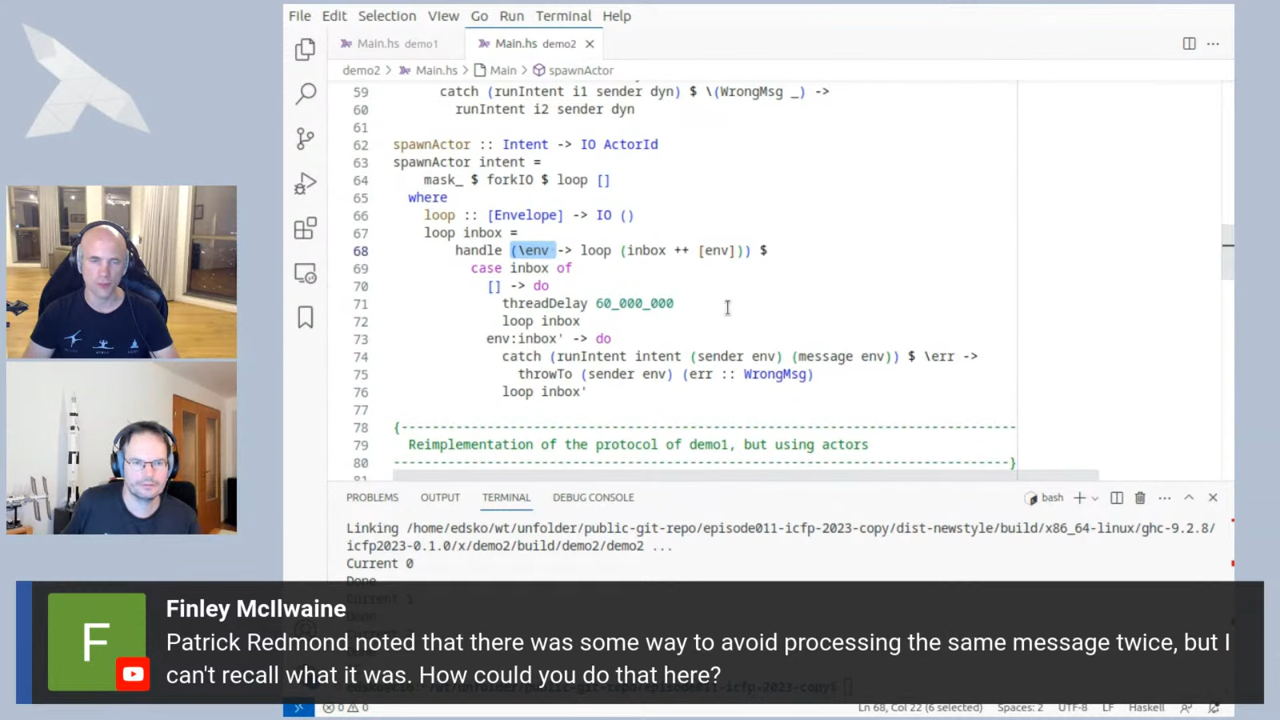 File Edit Selection View Go Run Terminal Help
Main.hs demo1 Main.hs demo2
demo2 > Main.hs > Main > spawnActor
59 catch (runIntent i1 sender dyn) $ \(WrongMsg _) ->
60 runIntent i2 sender dyn
61
62 spawnActor :: Intent -> IO ActorId
63 spawnActor intent =
64 mask_ $ forkIO $ loop []
65 where
66 loop :: [Envelope] -> IO ()
67 loop inbox =
68 handle (\env -> loop (inbox ++ [env])) $
69 case inbox of
70 [] -> do
71 threadDelay 60_000_000
72 loop inbox
73 env:inbox' -> do
74 catch (runIntent intent (sender env) (message env)) $ \err ->
75 throwTo (sender env) (err :: WrongMsg)
76 loop inbox'
77
78 {------------------------------------------------------------------------------
79 Reimplementation of the protocol of demo1, but using actors
80 ------------------------------------------------------------------------------}
PROBLEMS OUTPUT TERMINAL DEBUG CONSOLE bash
Linking /home/edsko/wt/unfolder/public-git-repo/episode011-icfp-2023-copy/dist-newstyle/build/x86_64-linux/ghc-9.2.8/
icfp2023-0.1.0/x/demo2/build/demo2/demo2 ...
Current 0
Done
Current 1
F
Finley McIlwaine
Patrick Redmond noted that there was some way to avoid processing the same message twice, but I
can't recall what it was. How could you do that here?
0 0 Ln 68, Col 22 (6 selected) Spaces: 2 UTF-8 LF Haskell